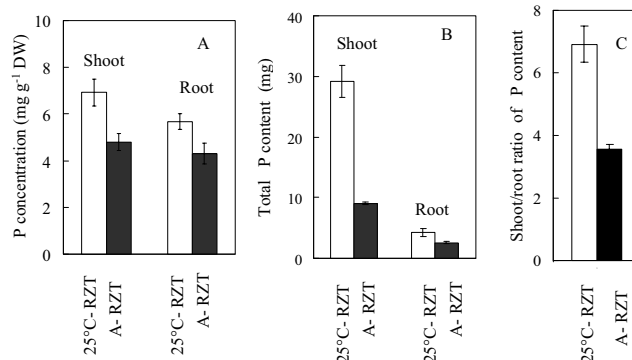 A
P concentration (mg g⁻¹ DW)
10
8
6
4
2
0
Shoot
Root
25°C- RZT
A- RZT
25°C- RZT
A- RZT
B
Total P content (mg)
40
30
20
10
0
Shoot
Root
25°C- RZT
A- RZT
25°C- RZT
A- RZT
C
Shoot/root ratio of P content
8
6
4
2
0
25°C- RZT
A- RZT